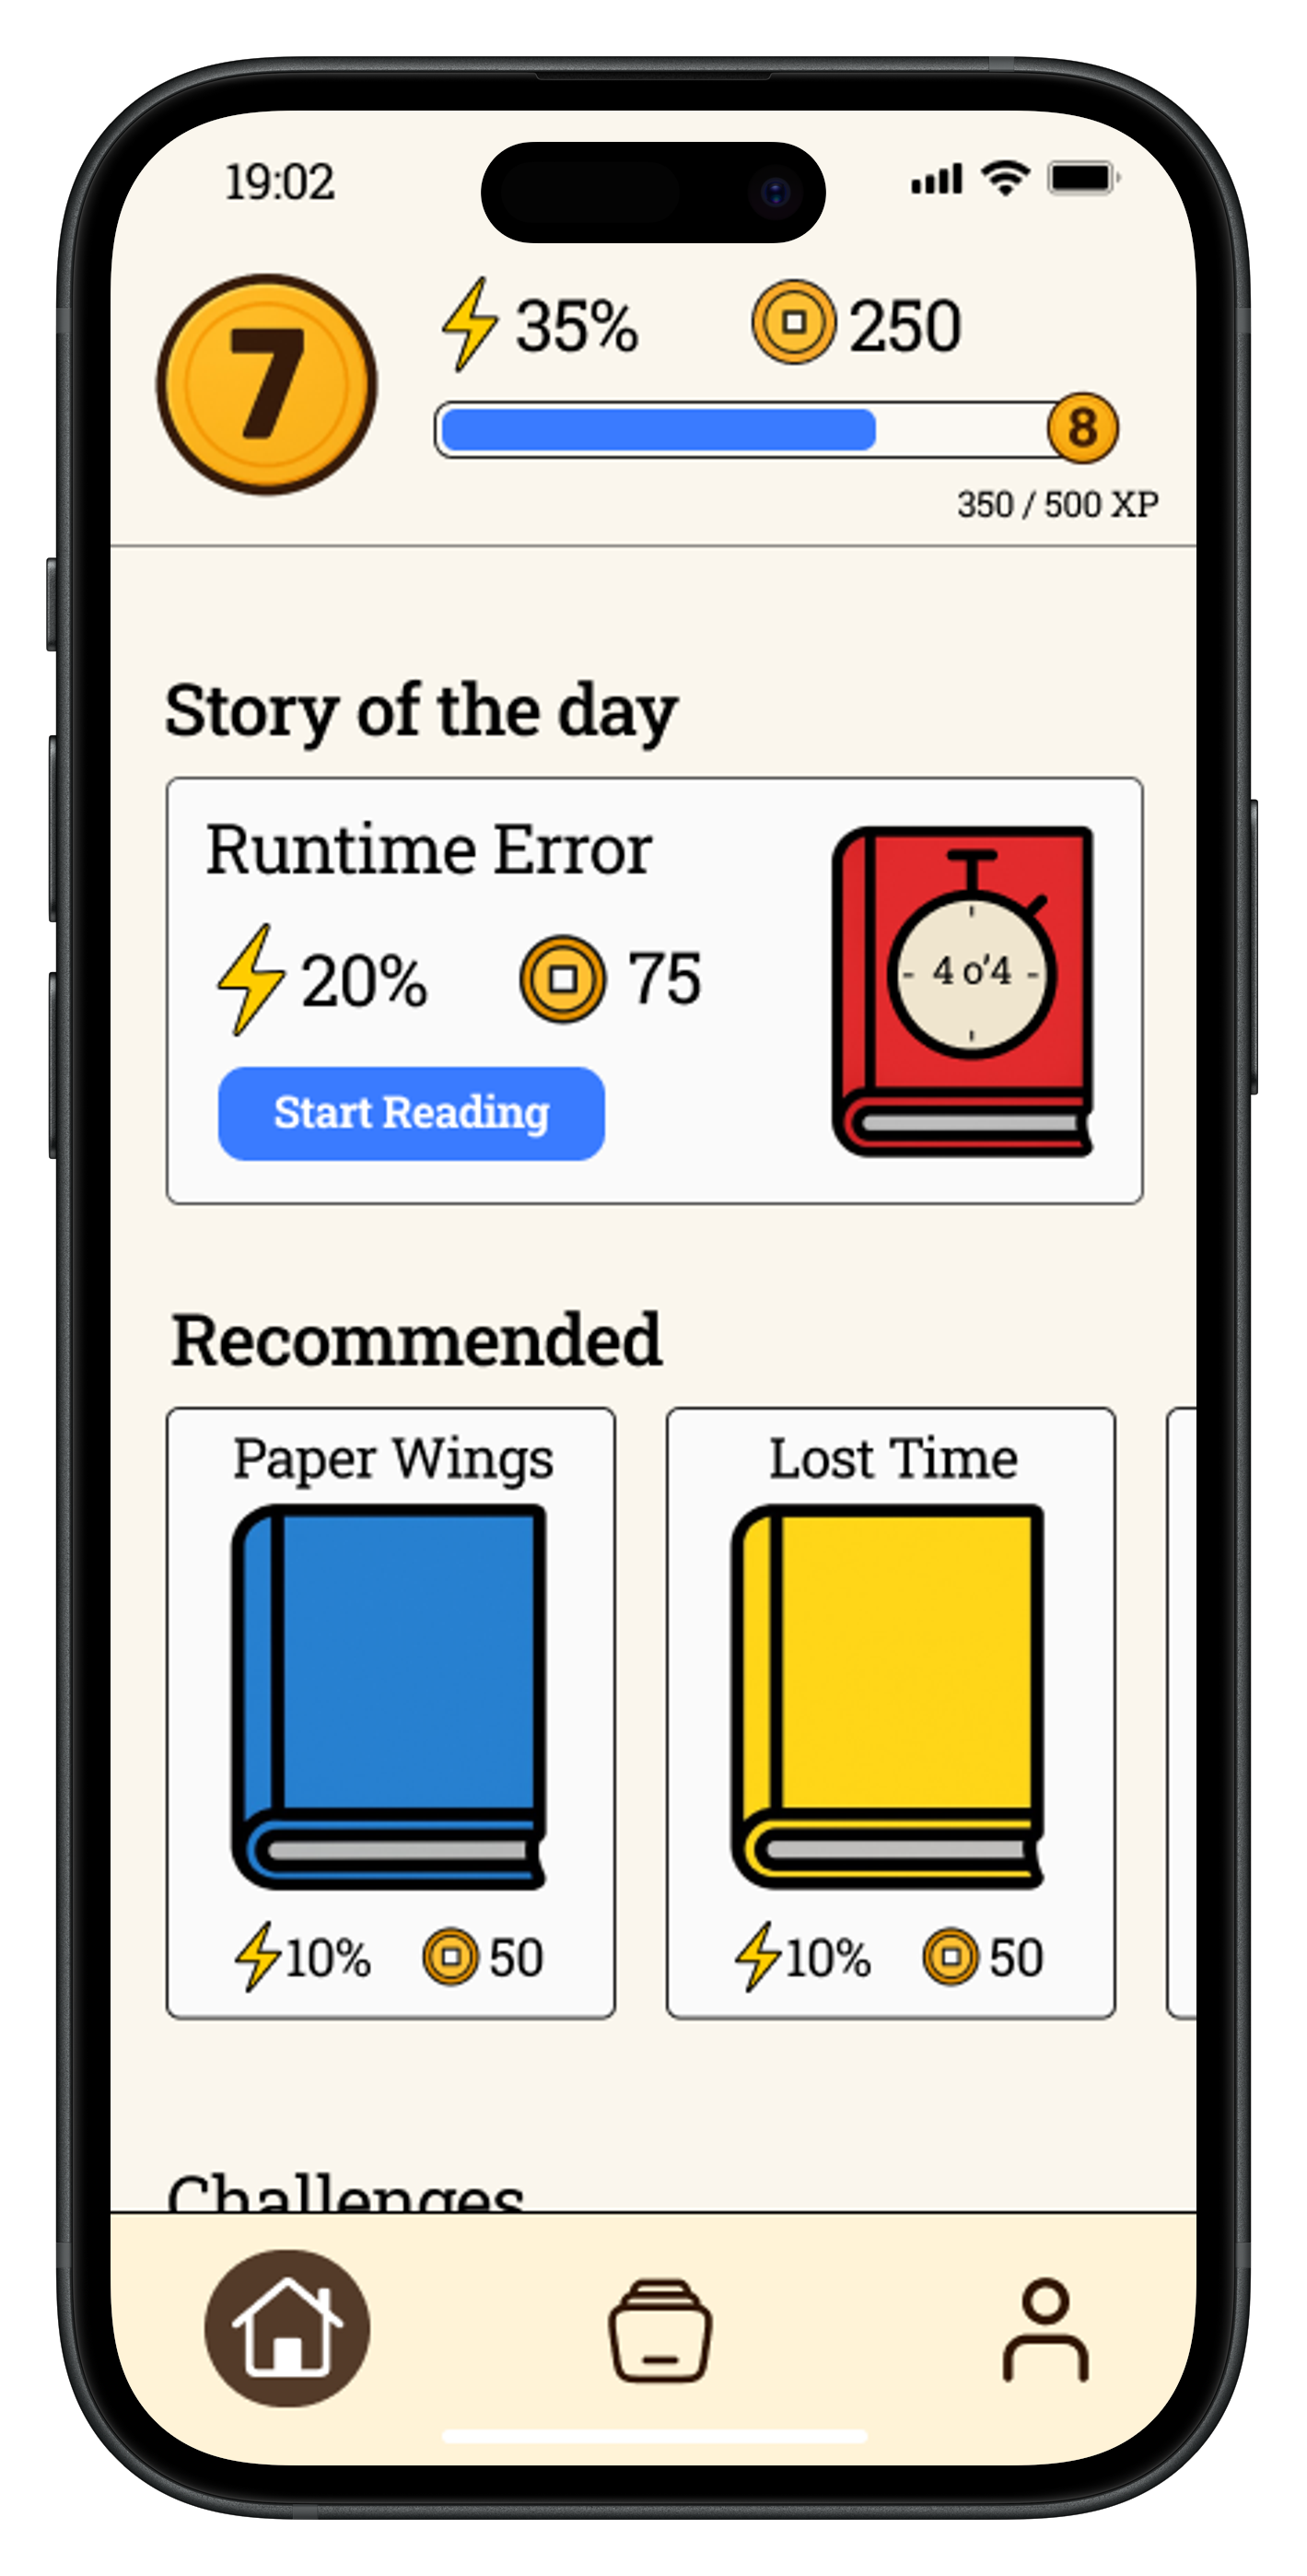 19:02
7
35% 250
8
350 / 500 XP
Story of the day
Runtime Error
20% 75
- 4 o'4 -
Start Reading
Recommended
Paper Wings
Lost Time
10% 50
10% 50
Challenges